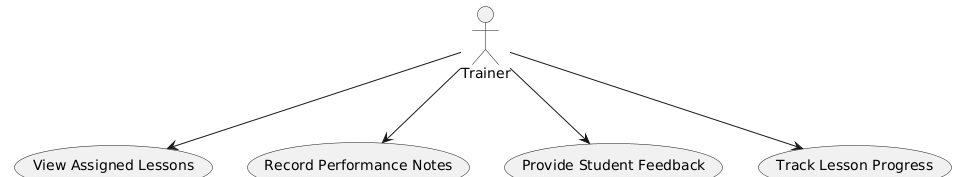 Trainer
View Assigned Lessons
Record Performance Notes
Provide Student Feedback
Track Lesson Progress